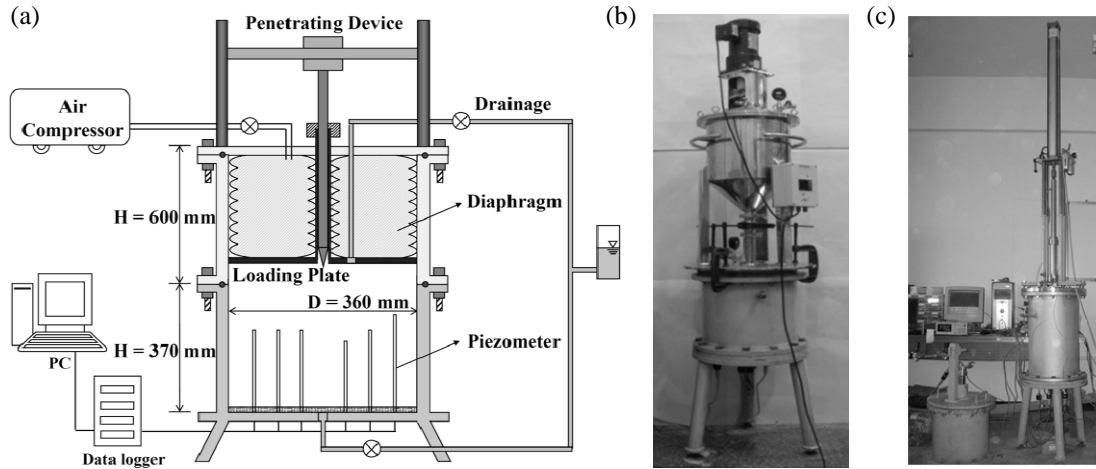 (a)
Penetrating Device
Air
Compressor
Drainage
H = 600 mm
Diaphragm
Loading Plate
D = 360 mm
H = 370 mm
Piezometer
PC
Data logger
(b)
(c)